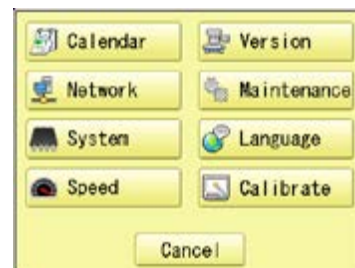 Calendar
Version
Network
Maintenance
System
Language
Speed
Calibrate
Cancel